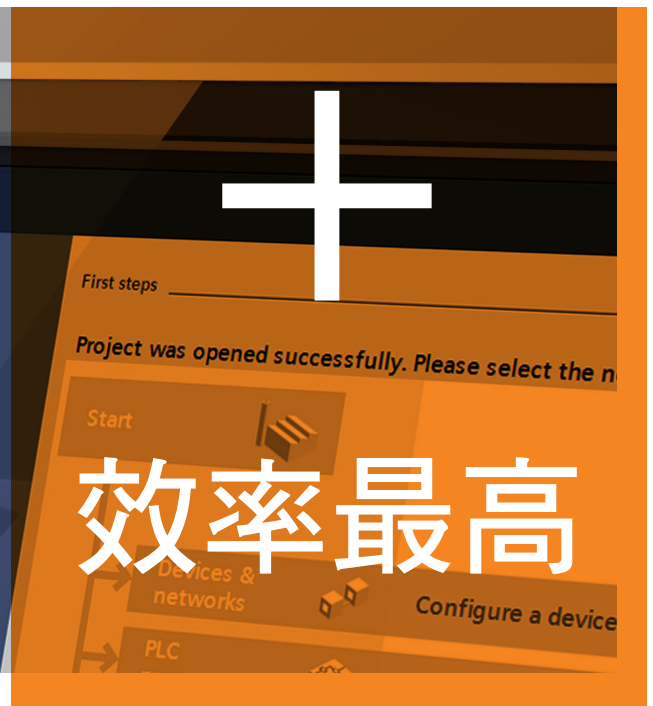 First steps
Project was opened successfully. Please select the n
Start
效率最高
Devices &
networks
Configure a device
PLC